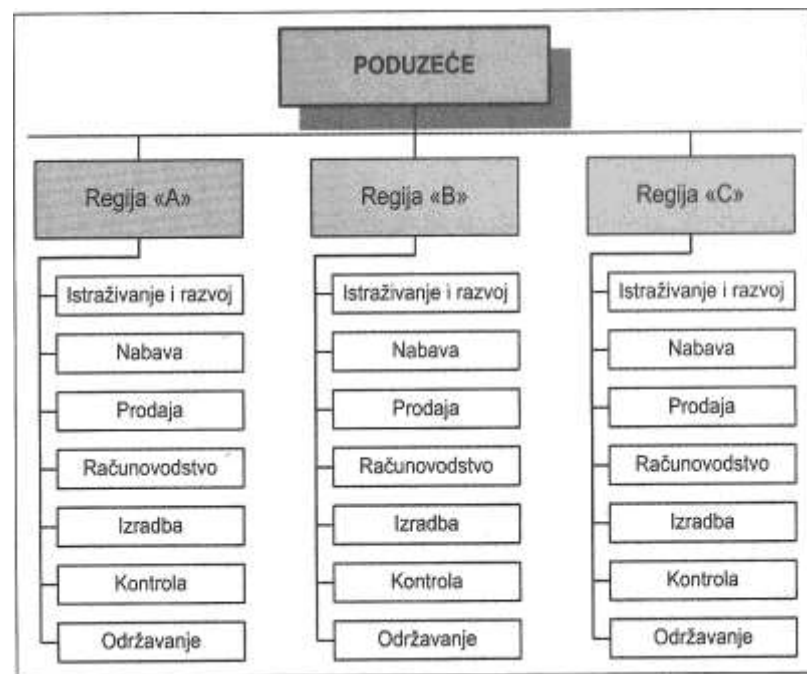 PODUZEĆE
Regija «A»
Istraživanje i razvoj
Nabava
Prodaja
Računovodstvo
Izradba
Kontrola
Održavanje
Regija «B»
Istraživanje i razvoj
Nabava
Prodaja
Računovodstvo
Izradba
Kontrola
Održavanje
Regija «C»
Istraživanje i razvoj
Nabava
Prodaja
Računovodstvo
Izradba
Kontrola
Održavanje